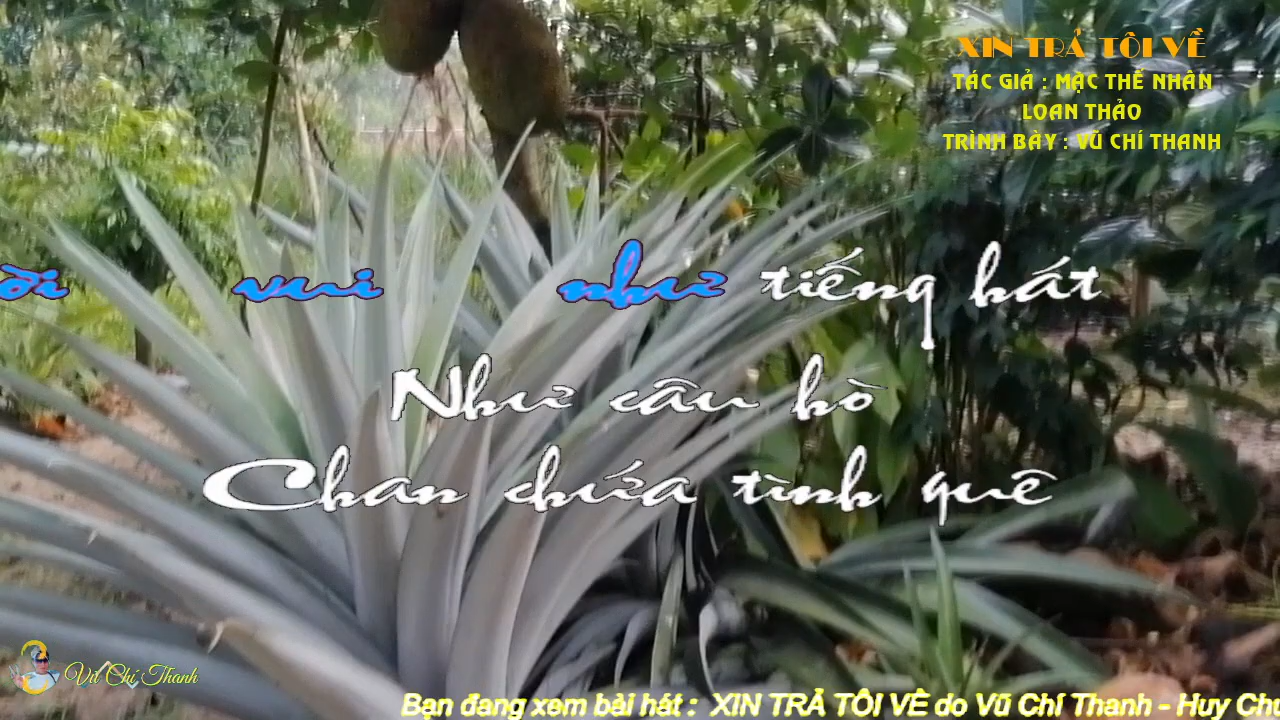 XIN TRẢ TÔI VỀ
TÁC GIẢ : MẠC THẾ NHÂN
LOAN THẢO
TRÌNH BÀY : VŨ CHÍ THANH
vui như tiếng hát
Như câu hò
Chan chứa tình quê
Vũ Chí Thanh
Bạn đang xem bài hát : XIN TRẢ TÔI VỀ do Vũ Chí Thanh - Huy Chu